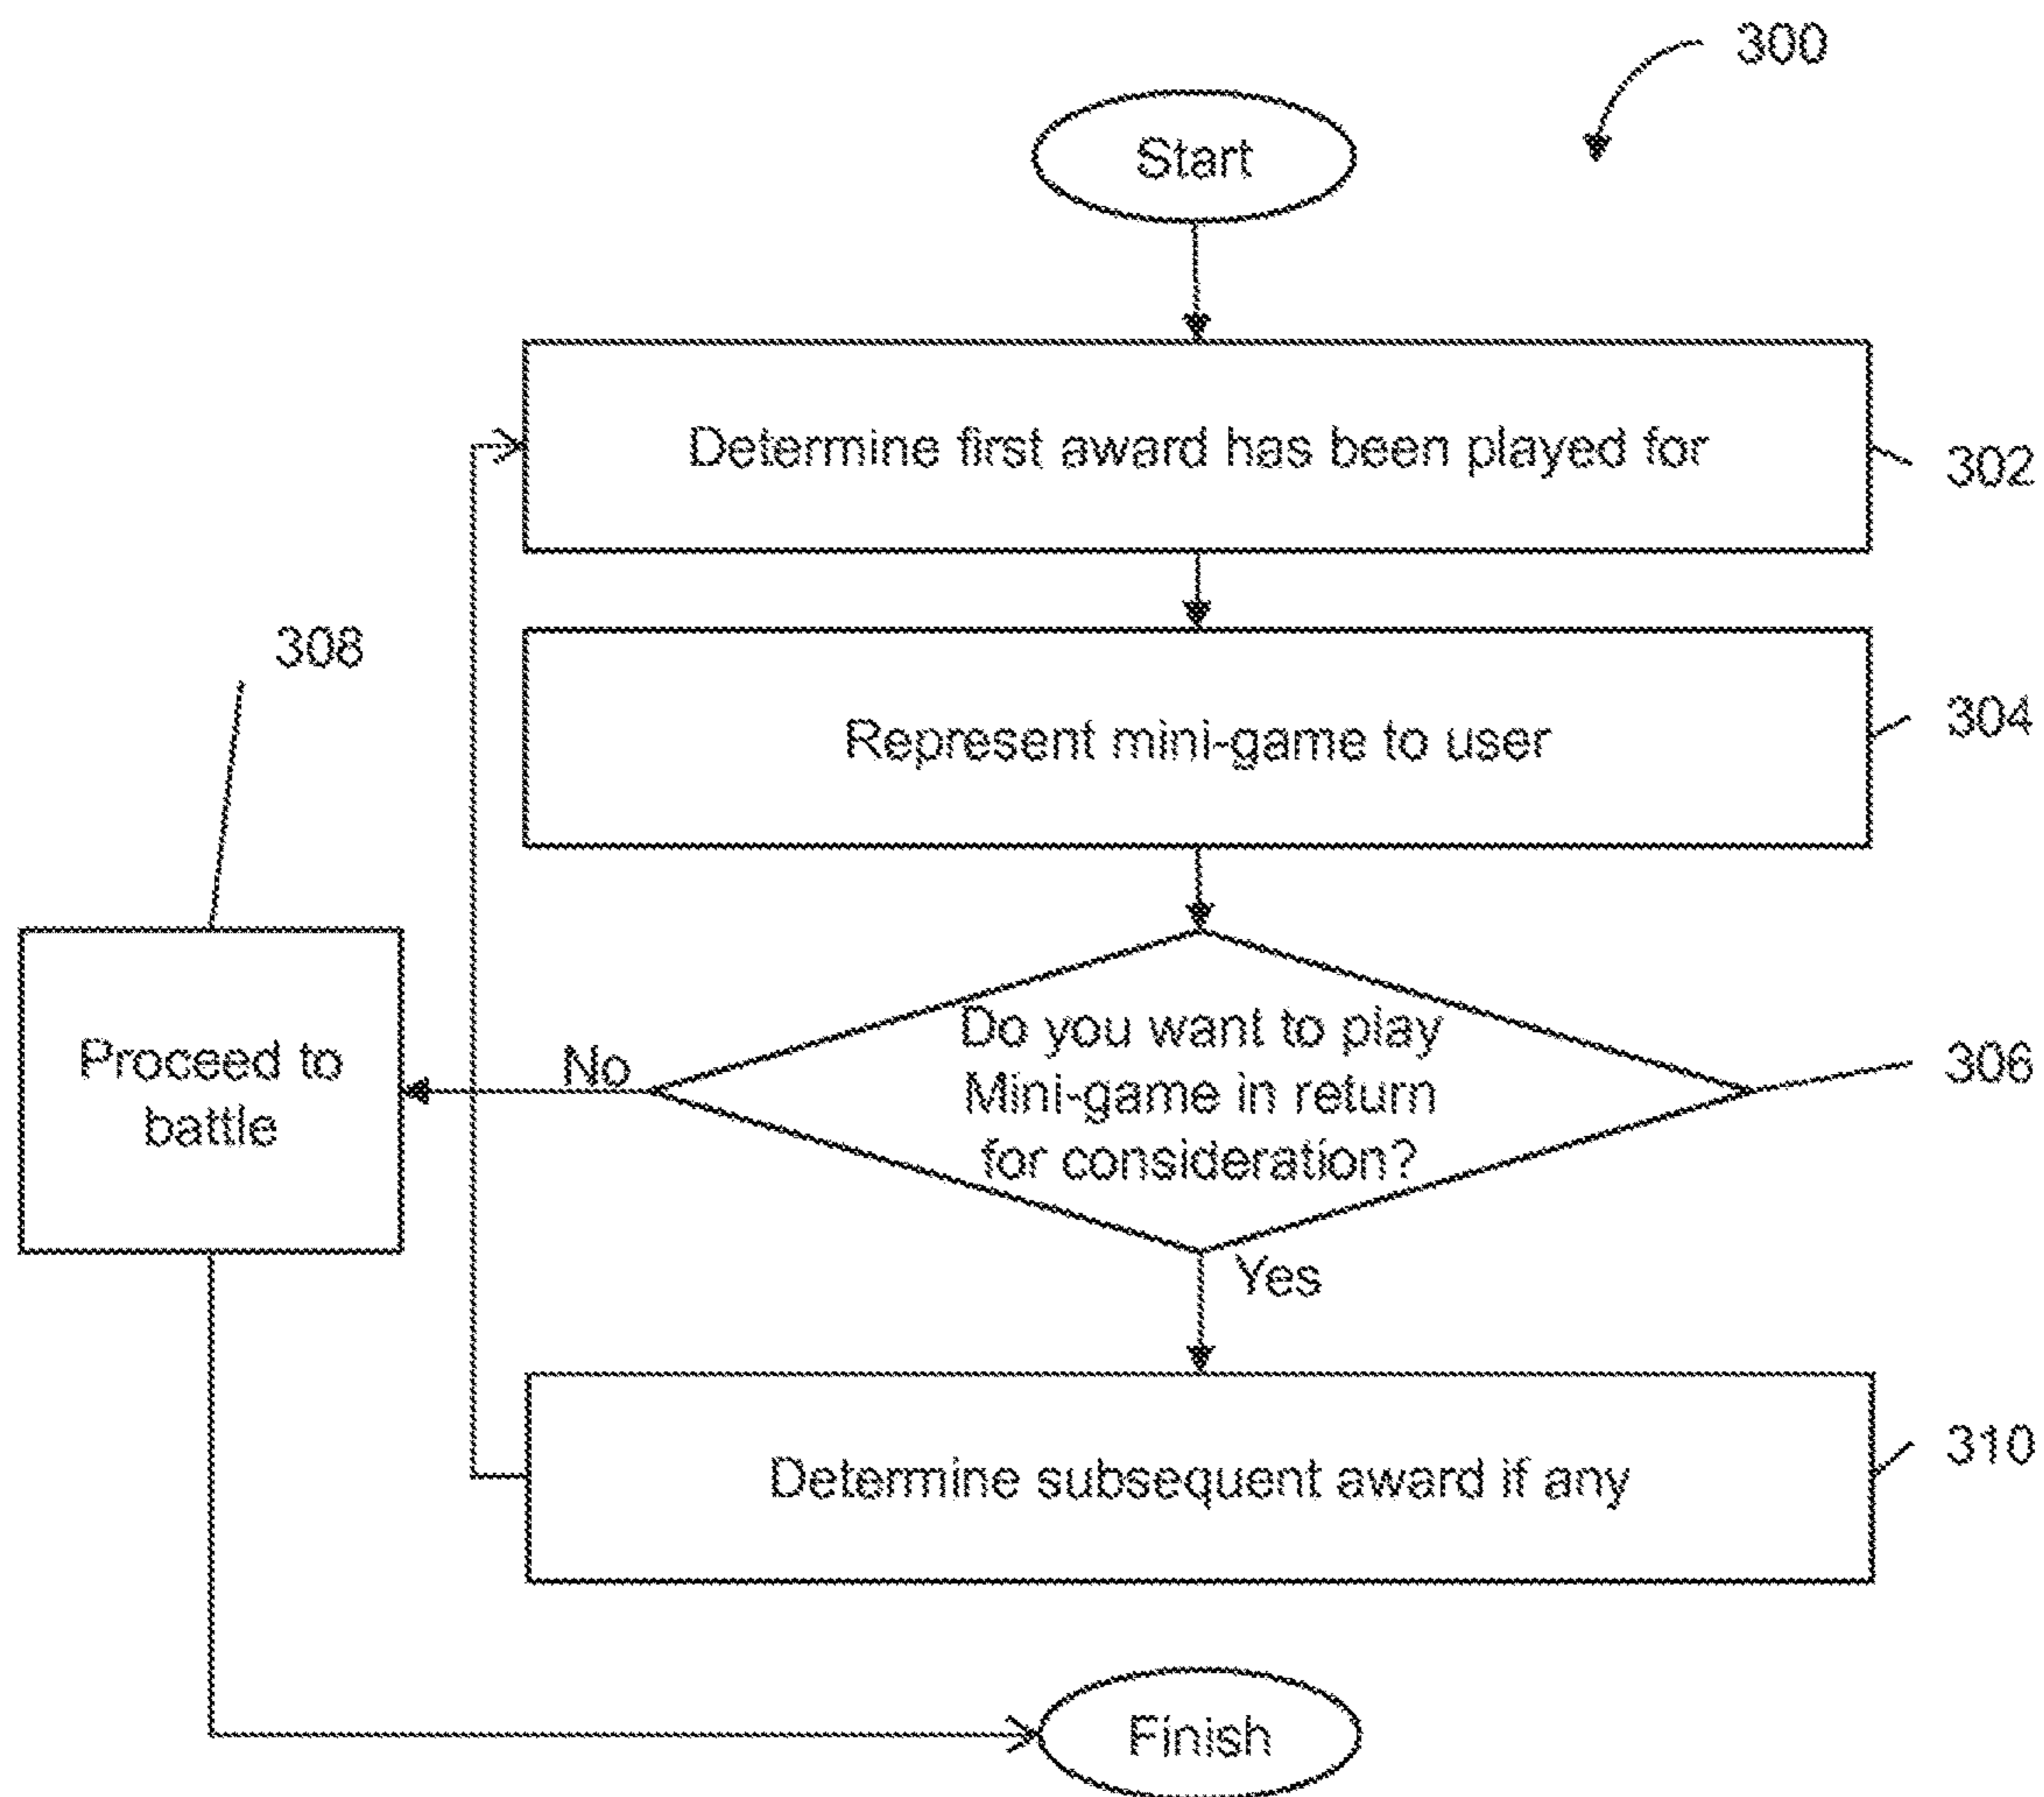 300
Start
Determine first award has been played for
302
Represent mini-game to user
304
308
Do you want to play
Mini-game in return
for consideration?
306
No
Proceed to
battle
Yes
Determine subsequent award if any
310
Finish